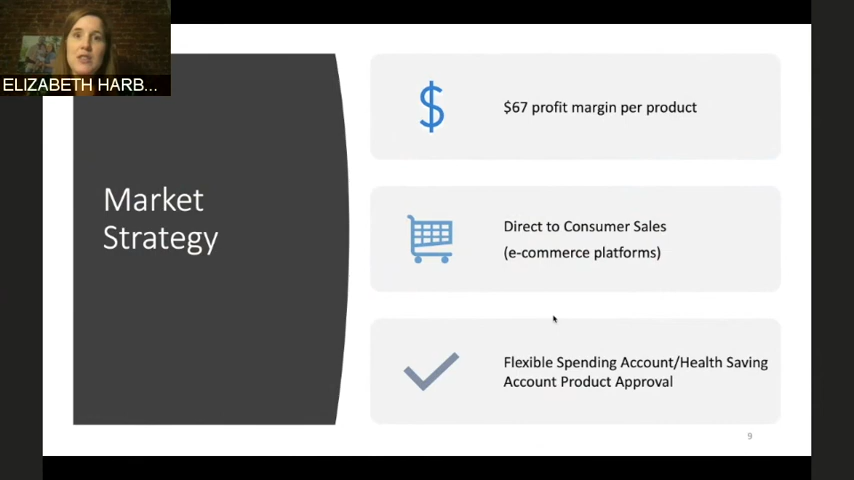 ELIZABETH HARB...
Market
Strategy
$
$67 profit margin per product
Direct to Consumer Sales
(e-commerce platforms)
Flexible Spending Account/Health Saving
Account Product Approval
9